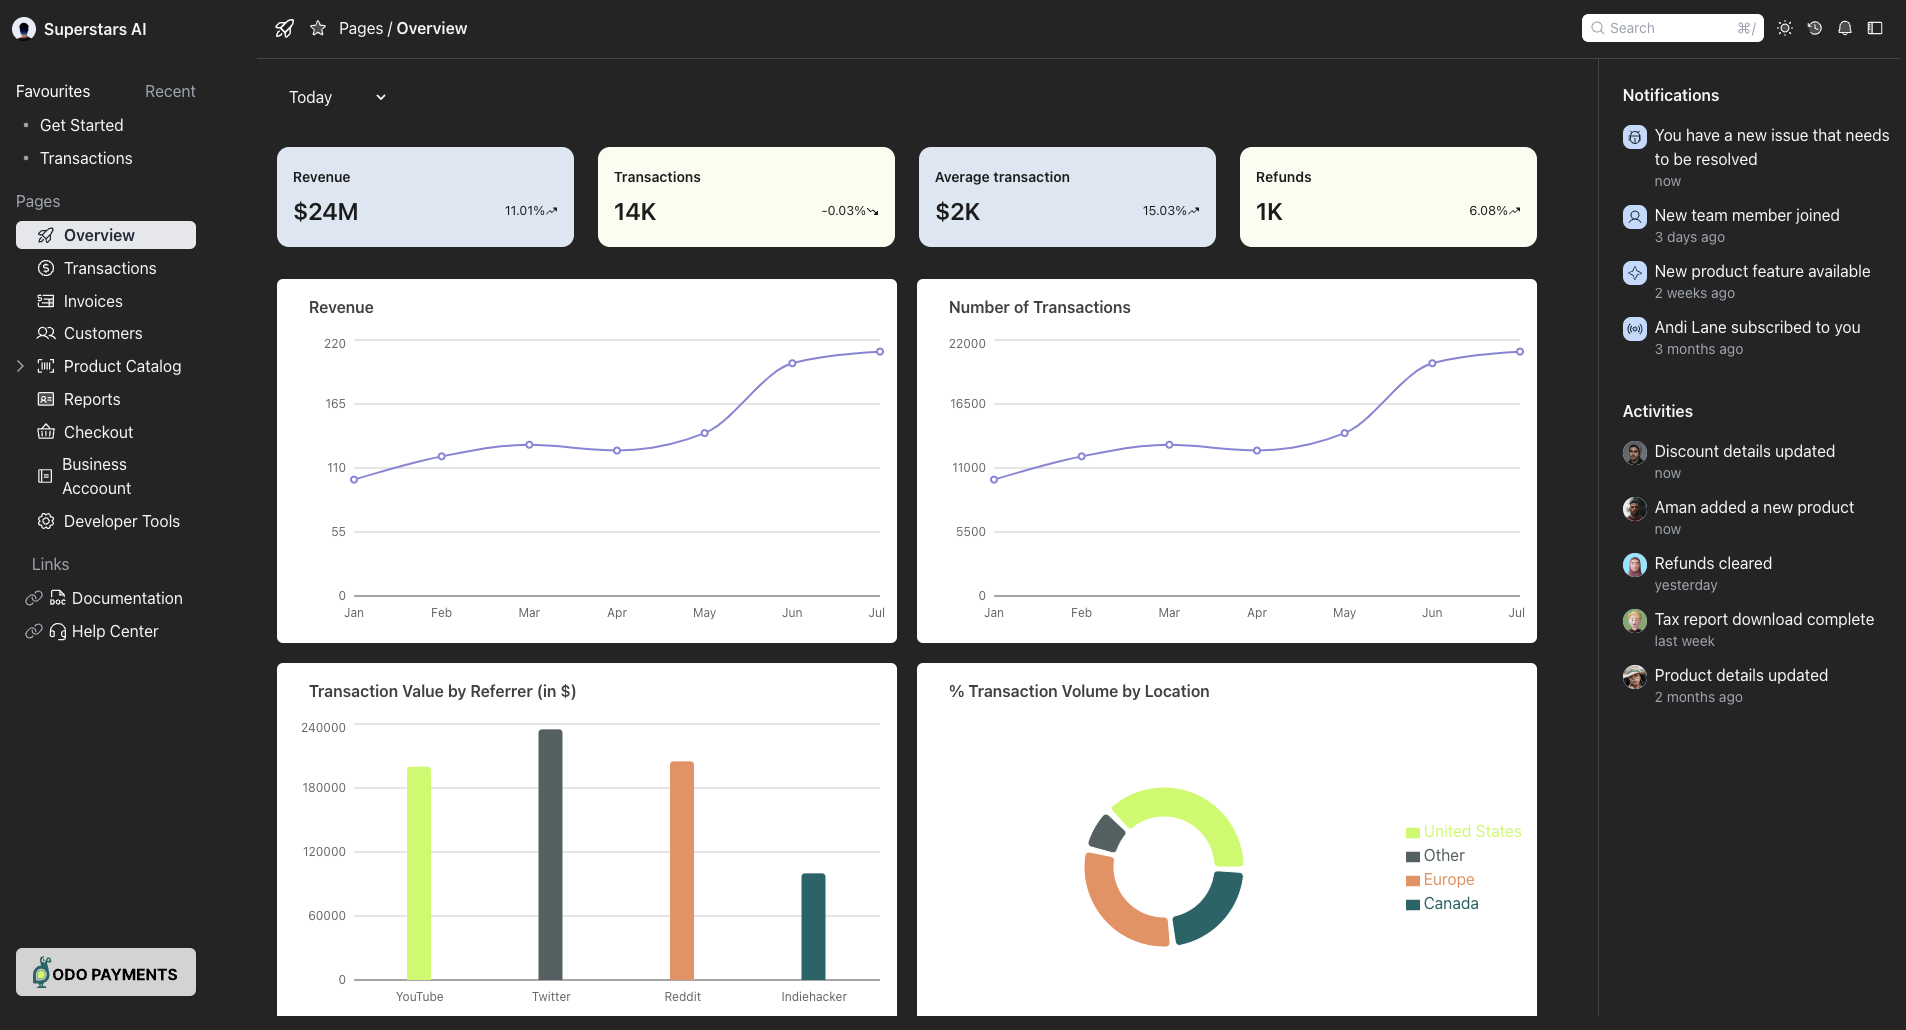 Superstars AI
Pages / Overview
Search ⌘/
Favourites Recent
• Get Started
• Transactions
Pages
Overview
Transactions
Invoices
Customers
Product Catalog
Reports
Checkout
Business
Accoount
Developer Tools
Links
DOC Documentation
Help Center
ODO PAYMENTS
Today
Revenue
$24M 11.01%
Transactions
14K -0.03%
Average transaction
$2K 15.03%
Refunds
1K 6.08%
Revenue
220
165
110
55
0
Jan Feb Mar Apr May Jun Jul
Number of Transactions
22000
16500
11000
5500
0
Jan Feb Mar Apr May Jun Jul
Transaction Value by Referrer (in $)
240000
180000
120000
60000
0
YouTube Twitter Reddit Indiehacker
% Transaction Volume by Location
United States
Other
Europe
Canada
Notifications
You have a new issue that needs
to be resolved
now
New team member joined
3 days ago
New product feature available
2 weeks ago
Andi Lane subscribed to you
3 months ago
Activities
Discount details updated
now
Aman added a new product
now
Refunds cleared
yesterday
Tax report download complete
last week
Product details updated
2 months ago